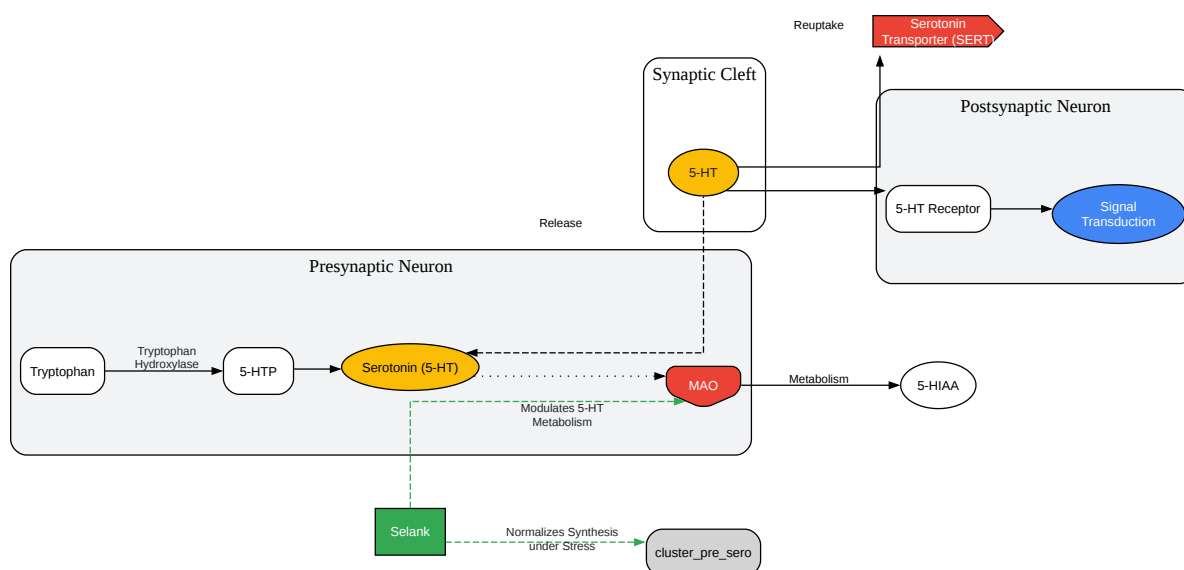 Reuptake
Serotonin
Transporter (SERT)
Synaptic Cleft
Postsynaptic Neuron
5-HT
5-HT Receptor
Signal
Transduction
Release
Presynaptic Neuron
Tryptophan
Tryptophan
Hydroxylase
5-HTP
Serotonin (5-HT)
MAO
Metabolism
5-HIAA
Modulates 5-HT
Metabolism
Selank
Normalizes Synthesis
under Stress
cluster_pre_sero